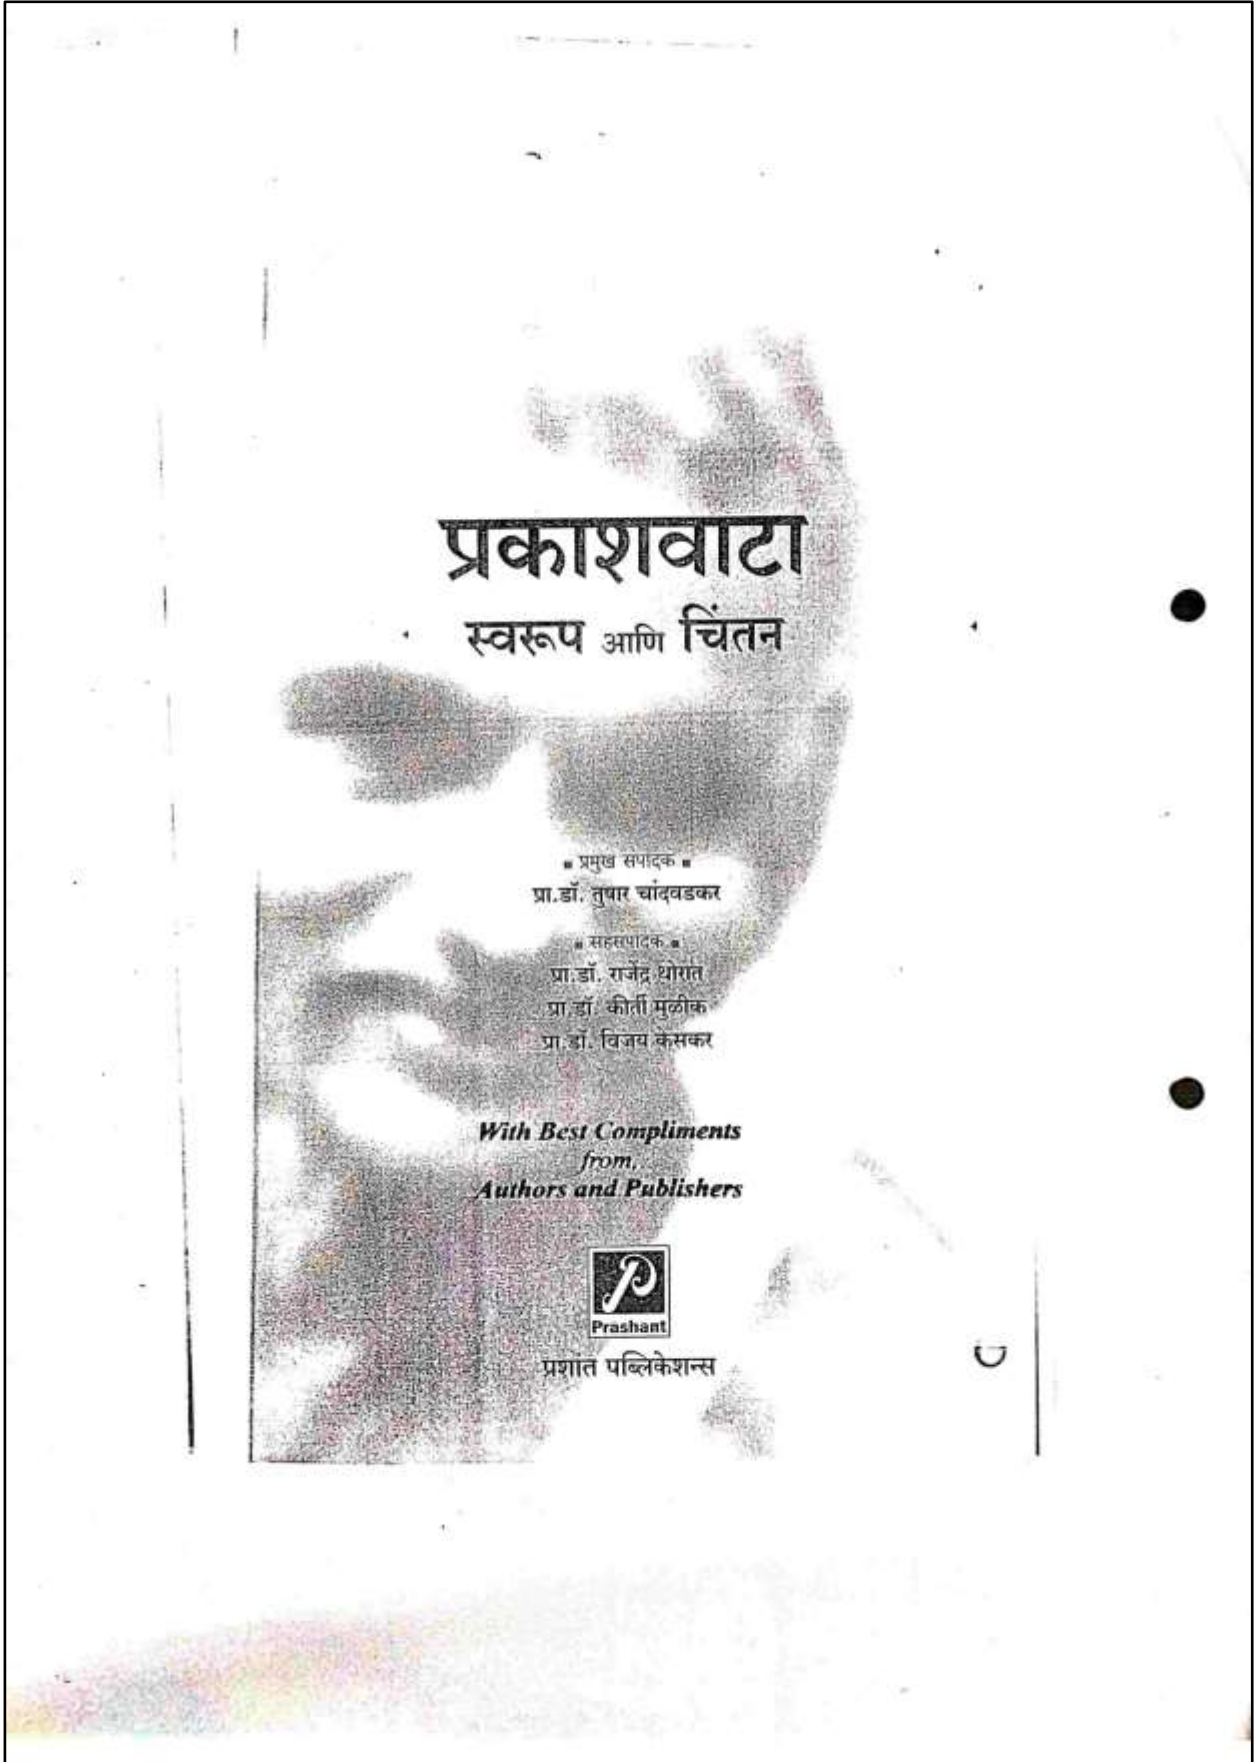 प्रकाशवाटा
स्वरूप आणि चिंतन
■ प्रमुख संपादक ■
प्रा.डॉ. तुषार चांदवडकर
■ सहसंपादक ■
प्रा.डॉ. राजेंद्र थोरात
प्रा.डॉ. कीर्ती मुळीक
प्रा.डॉ. विजय केसकर
With Best Compliments
from,
Authors and Publishers
Prashant
प्रशांत पब्लिकेशन्स